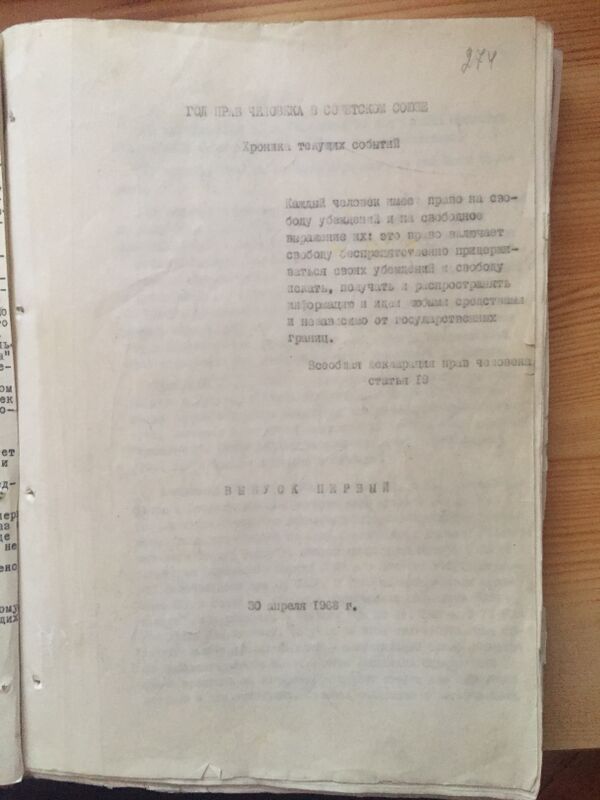 274
ГОД ПРАВ ЧЕЛОВЕКА В СОВЕТСКОМ СОЮЗЕ
Хроника текущих событий
Каждый человек имеет право на сво-
боду убеждений и на свободное
выражение их: это право включает
свободу беспрепятственно придержи-
ваться своих убеждений и свободу
искать, получать и распространять
информацию и идеи любыми средствами
и независимо от государственных
границ.
Всеобщая декларация прав человека,
статья 19
ВЫПУСК ПЕРВЫЙ
30 апреля 1968 г.